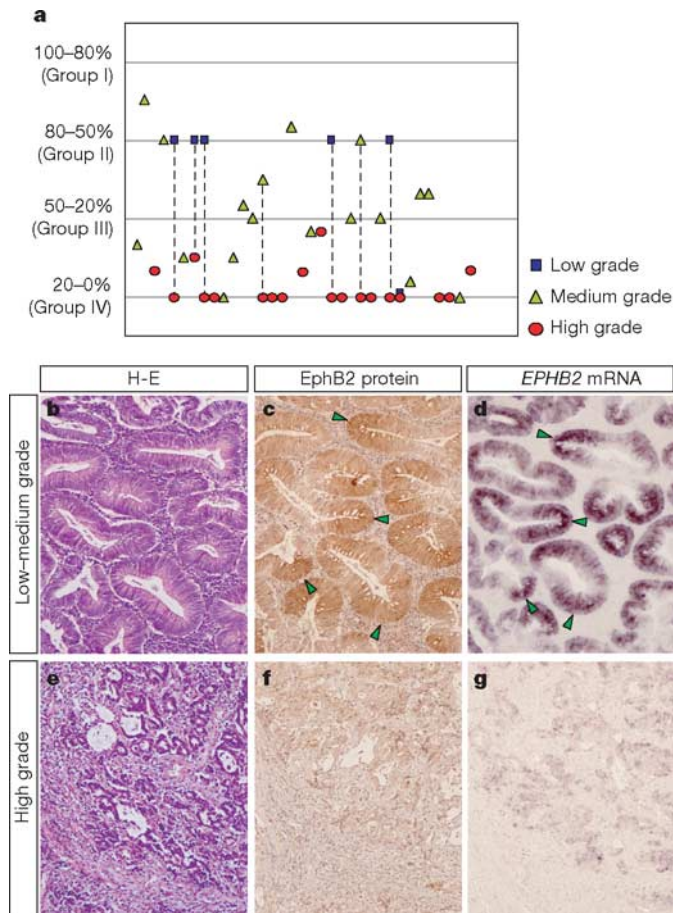 a
100–80%
(Group I)
80–50%
(Group II)
50–20%
(Group III)
20–0%
(Group IV)
Low grade
Medium grade
High grade
H-E
EphB2 protein
EPHB2 mRNA
Low–medium grade
b
c
d
High grade
e
f
g